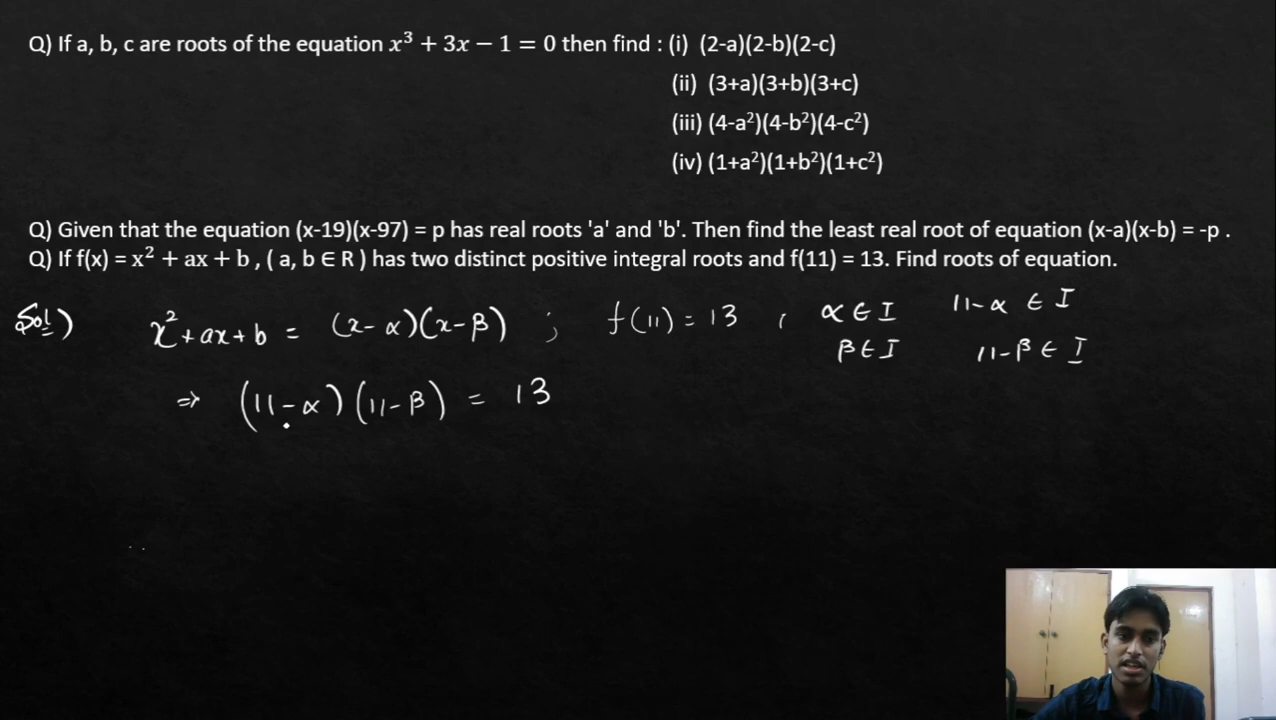 Q) If a, b, c are roots of the equation x³ + 3x − 1 = 0 then find : (i) (2-a)(2-b)(2-c)
(ii) (3+a)(3+b)(3+c)
(iii) (4-a²)(4-b²)(4-c²)
(iv) (1+a²)(1+b²)(1+c²)
Q) Given that the equation (x-19)(x-97) = p has real roots 'a' and 'b'. Then find the least real root of equation (x-a)(x-b) = -p .
Q) If f(x) = x² + ax + b , ( a, b ∈ R ) has two distinct positive integral roots and f(11) = 13. Find roots of equation.
Sol) x² + ax + b = (x - α)(x - β) ; f(11) = 13 , α ∈ I 11-α ∈ I
β ∈ I 11-β ∈ I
⇒ (11 - α)(11 - β) = 13